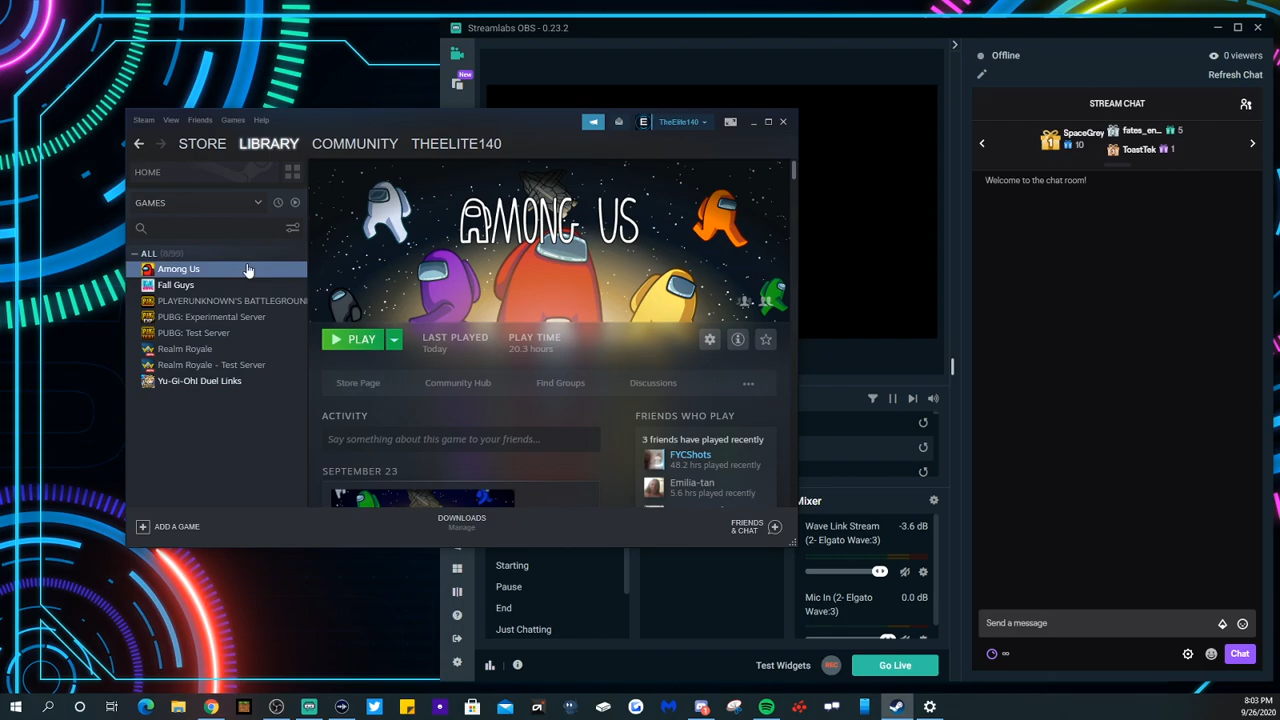 Streamlabs OBS - 0.23.2
Offline
0 viewers
New
Refresh Chat
STREAM CHAT
SpaceGrey
10
fates_en...
5
ToastTek
1
Welcome to the chat room!
Steam View Friends Games Help
TheElite140
STORE LIBRARY COMMUNITY THEELITE140
HOME
GAMES
ALL (8/99)
Among Us
Fall Guys
PLAYERUNKNOWN'S BATTLEGROUN
PUBG: Experimental Server
PUBG: Test Server
Realm Royale
Realm Royale - Test Server
Yu-Gi-Oh! Duel Links
AMONG US
PLAY
LAST PLAYED
Today
PLAY TIME
20.3 hours
Store Page Community Hub Find Groups Discussions
ACTIVITY
Say something about this game to your friends...
SEPTEMBER 23
FRIENDS WHO PLAY
3 friends have played recently
FYCShots
48.2 hrs played recently
Emilia-tan
5.6 hrs played recently
ADD A GAME
DOWNLOADS
Manage
FRIENDS
& CHAT
Mixer
Wave Link Stream
(2- Elgato Wave:3)
-3.6 dB
Mic In (2- Elgato
Wave:3)
0.0 dB
Starting
Pause
End
Just Chatting
Test Widgets
REC
Go Live
Send a message
Chat
8:03 PM
9/26/2020